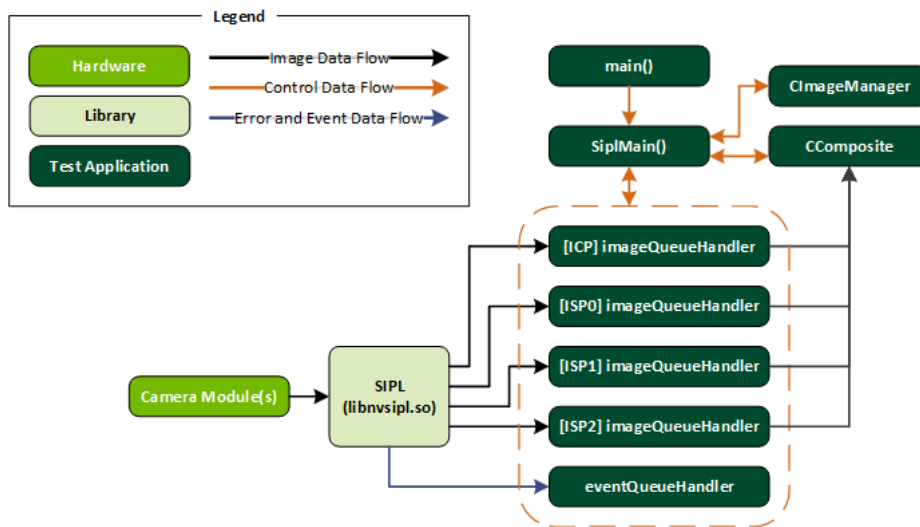 Legend
Hardware
Library
Test Application
Image Data Flow
Control Data Flow
Error and Event Data Flow
main()
CImageManager
SiplMain()
CComposite
[ICP] imageQueueHandler
[ISP0] imageQueueHandler
[ISP1] imageQueueHandler
[ISP2] imageQueueHandler
eventQueueHandler
Camera Module(s)
SIPL
(libnvsipl.so)